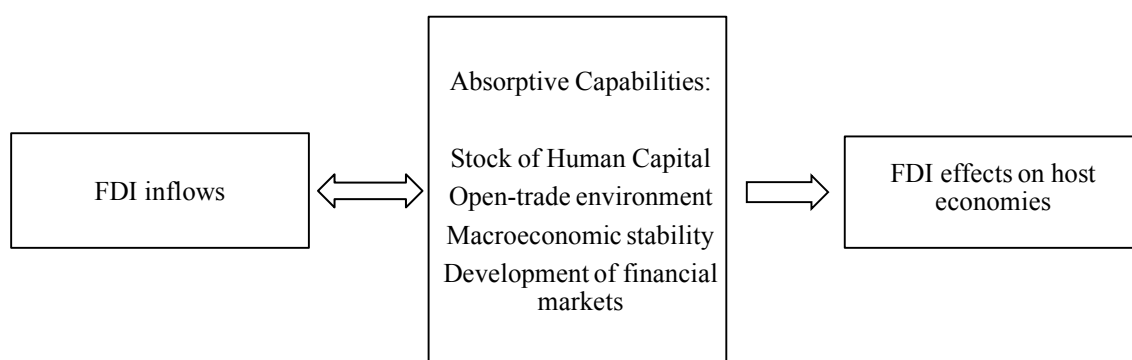 FDI inflows
Absorptive Capabilities:
Stock of Human Capital
Open-trade environment
Macroeconomic stability
Development of financial
markets
FDI effects on host
economies